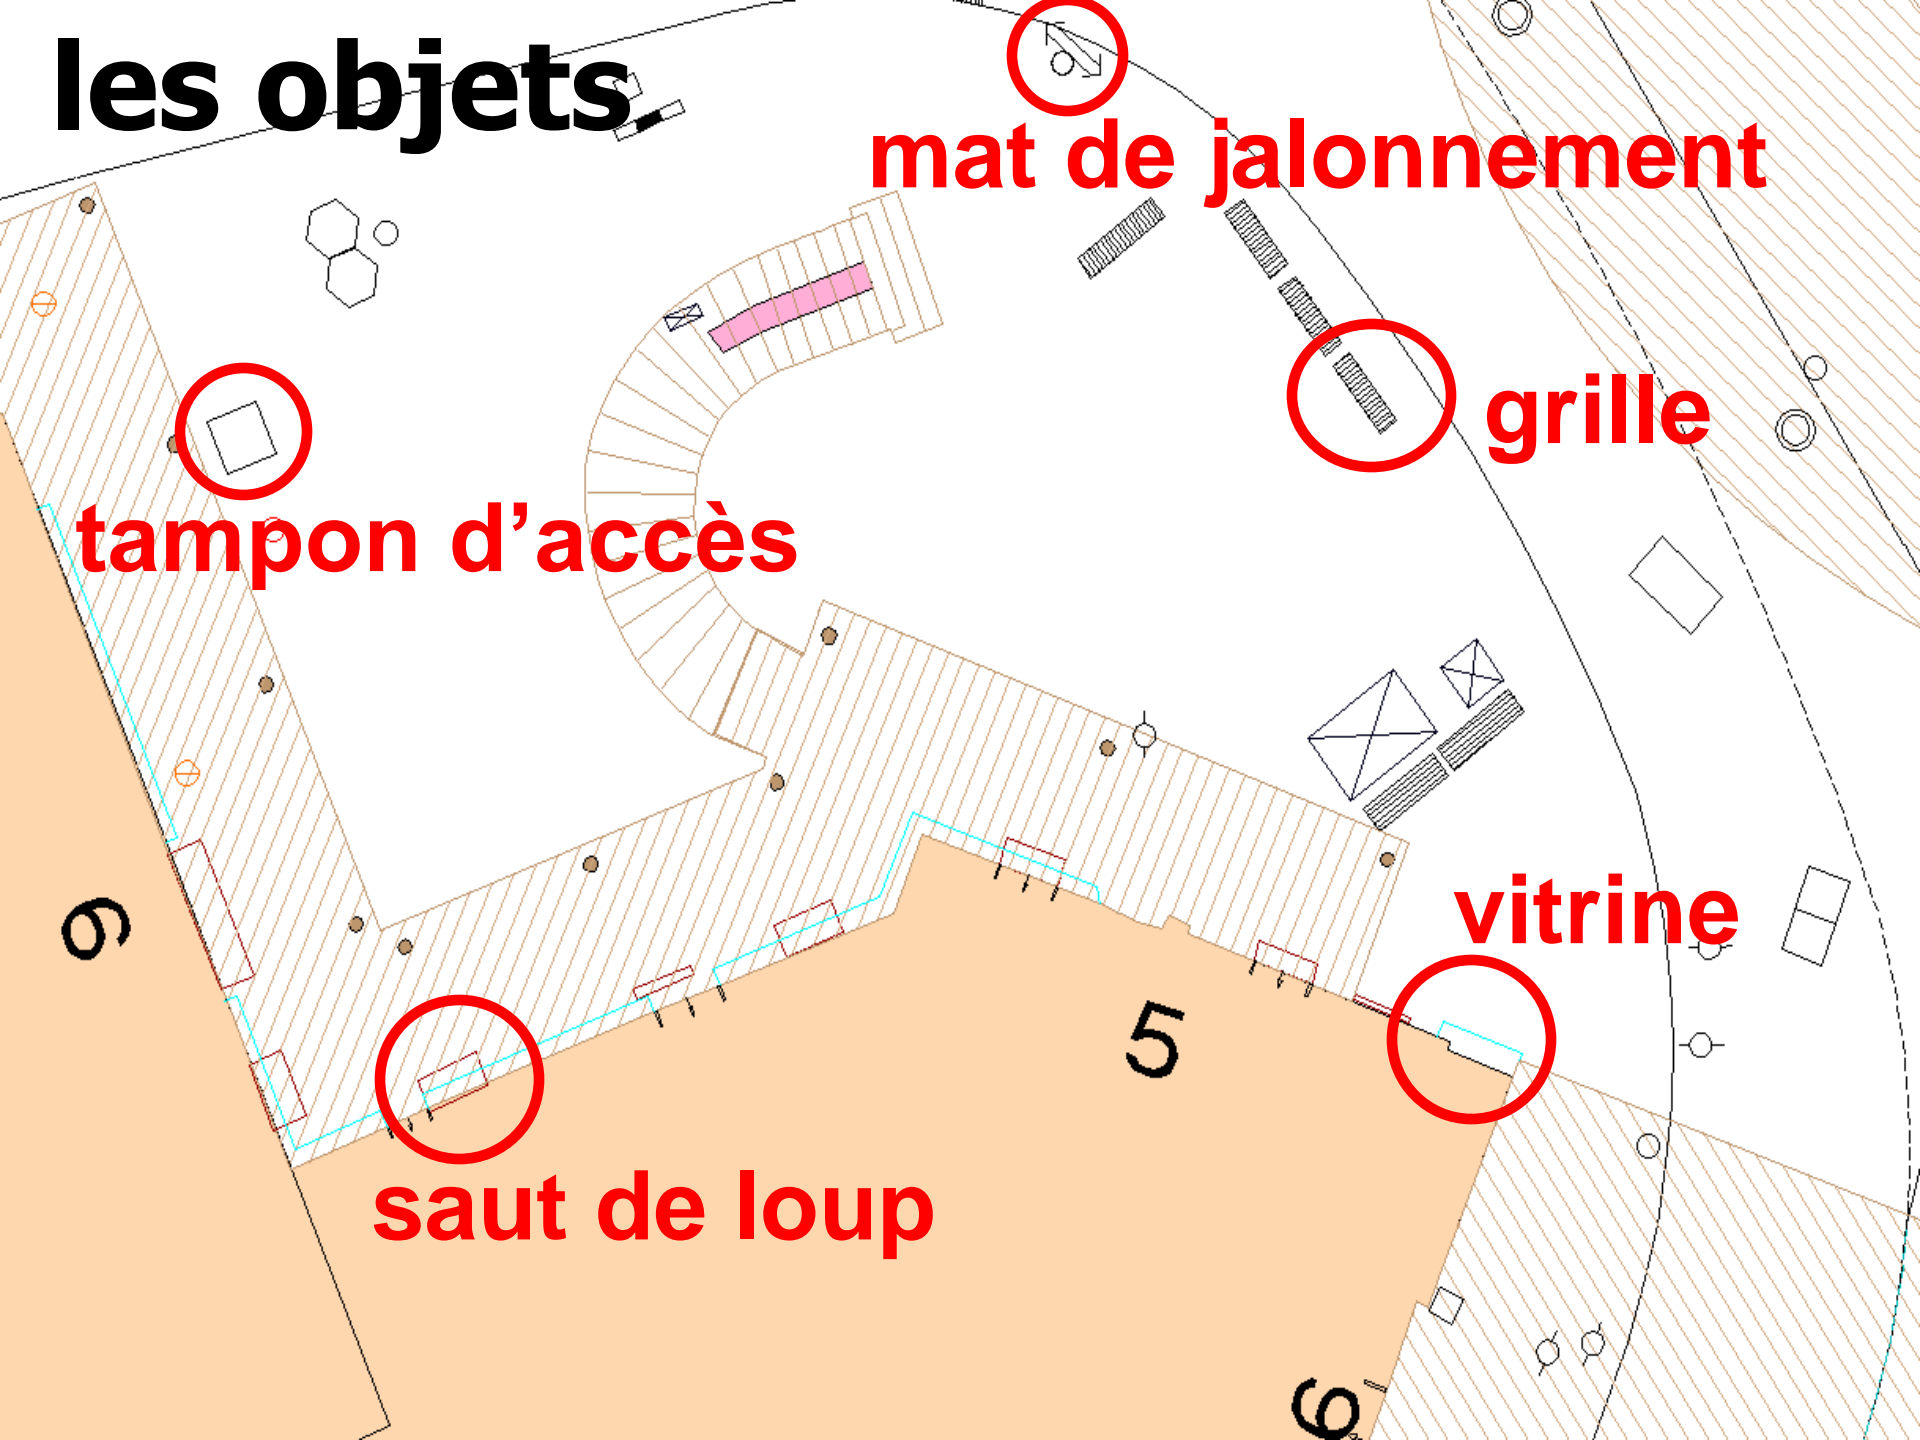 les objets
mat de jalonnement
grille
tampon d’accès
vitrine
9
5
saut de loup
9